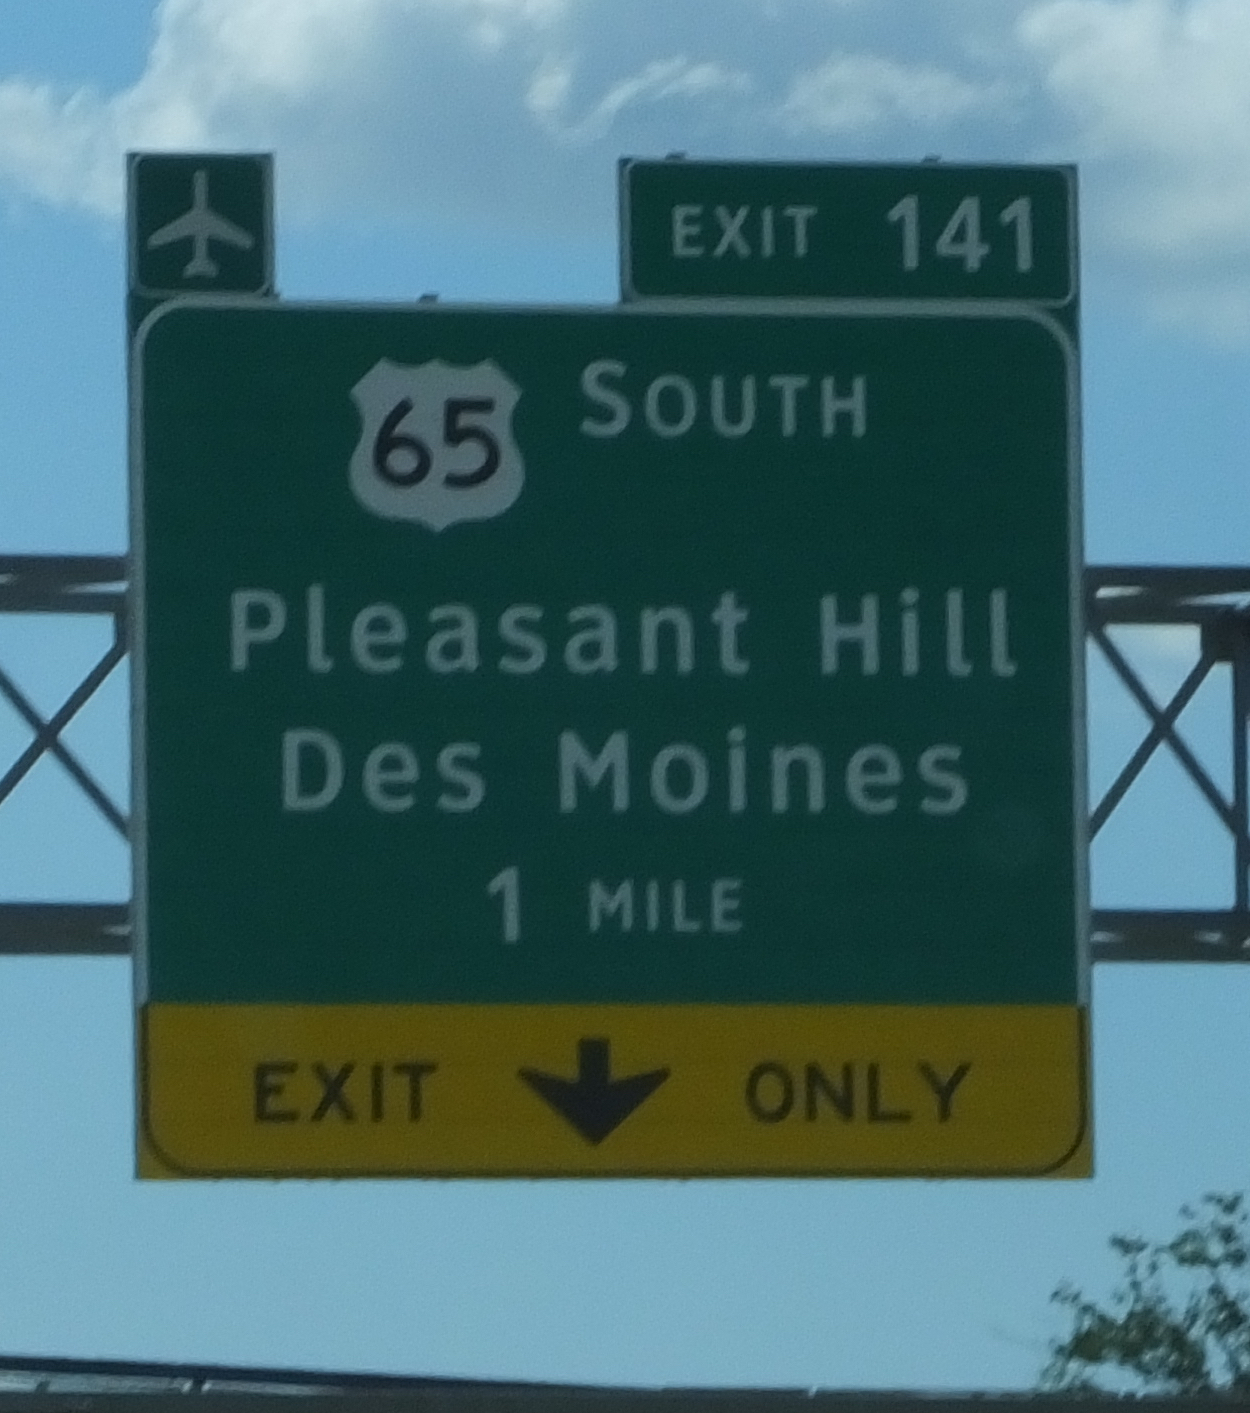 EXIT 141
65 SOUTH
Pleasant Hill
Des Moines
1 MILE
EXIT ONLY